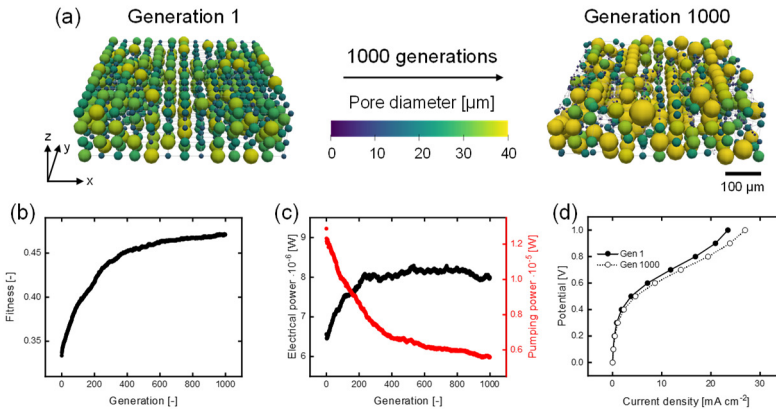 (a)
Generation 1
Generation 1000
1000 generations
Pore diameter [µm]
0 10 20 30 40
z
y
x
100 µm
(b)
Fitness [-]
0.45
0.40
0.35
0 200 400 600 800 1000
Generation [-]
(c)
Electrical power ·10⁻⁶ [W]
9
8
7
6
0 200 400 600 800 1000
Generation [-]
1.2
1.0
0.8
0.6
Pumping power ·10⁻⁵ [W]
(d)
Potential [V]
1.0
0.8
0.6
0.4
0.2
0.0
Gen 1
Gen 1000
0 10 20 30
Current density [mA cm⁻²]